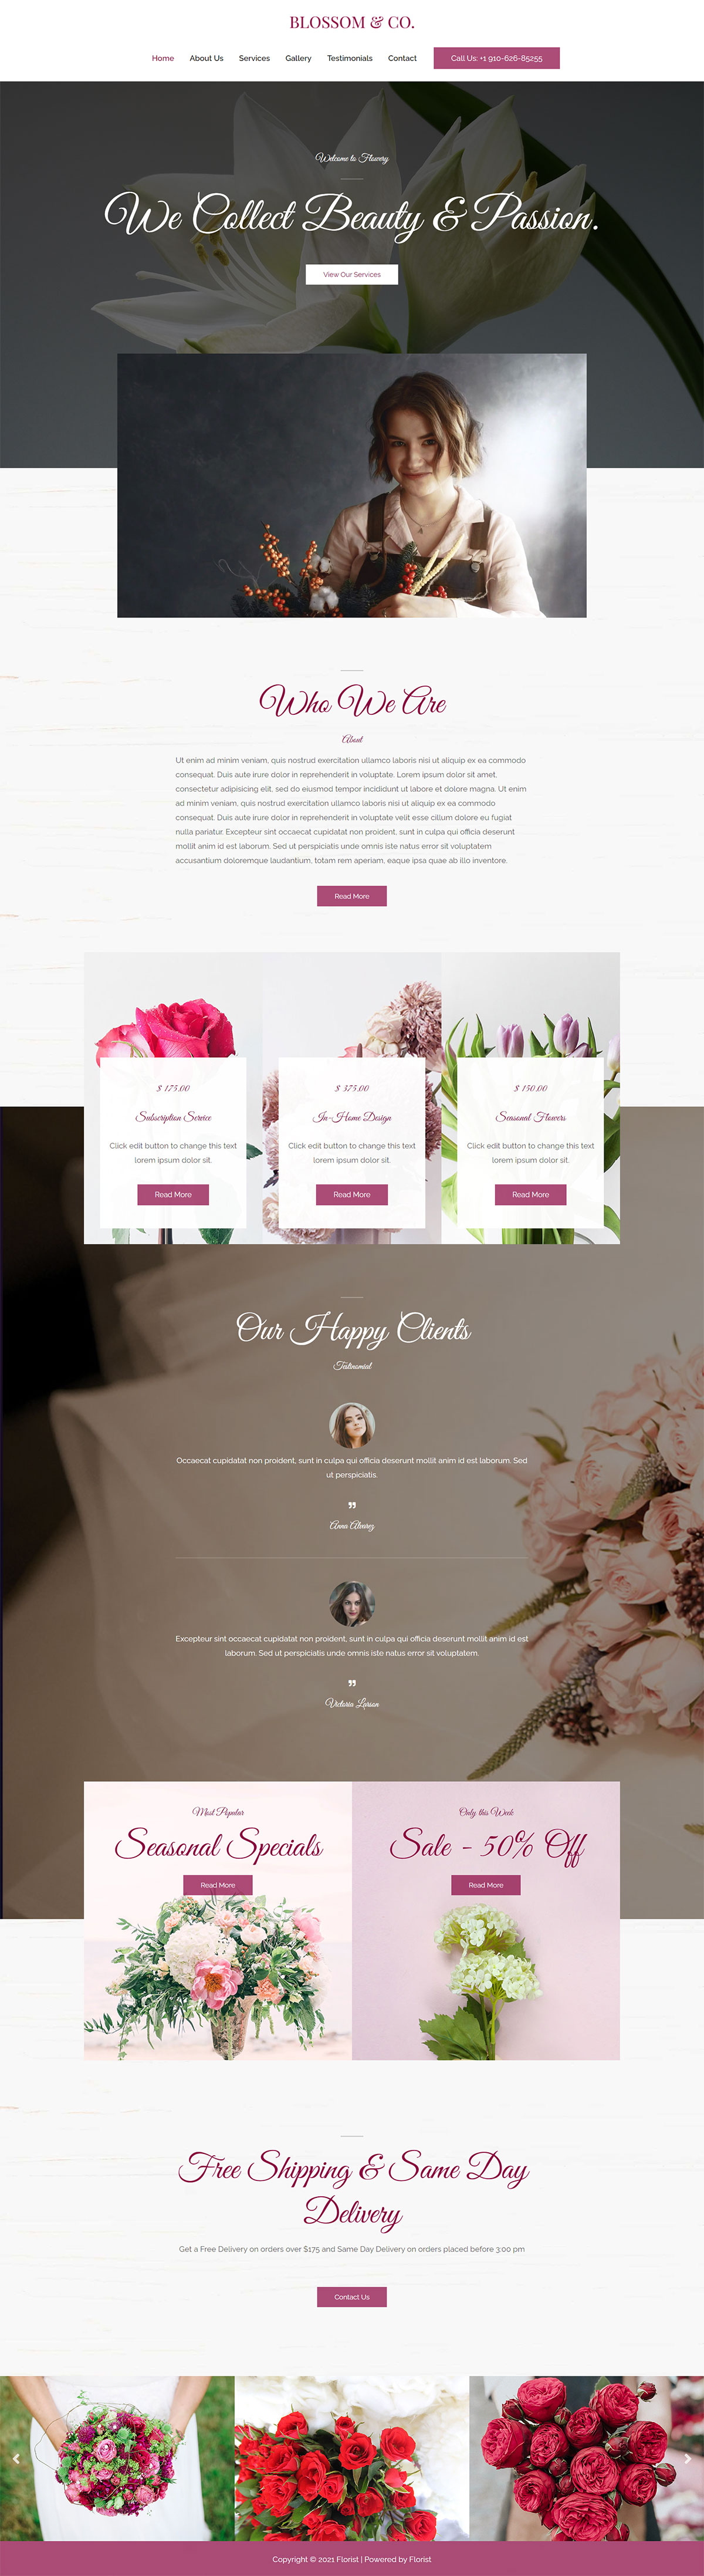 BLOSSOM & CO.
Home About Us Services Gallery Testimonials Contact Call Us: +1 910-626-85255
Welcome to Flowery
We Collect Beauty & Passion.
View Our Services
Who We Are
About
Ut enim ad minim veniam, quis nostrud exercitation ullamco laboris nisi ut aliquip ex ea commodo
consequat. Duis aute irure dolor in reprehenderit in voluptate. Lorem ipsum dolor sit amet,
consectetur adipisicing elit, sed do eiusmod tempor incididunt ut labore et dolore magna. Ut enim
ad minim veniam, quis nostrud exercitation ullamco laboris nisi ut aliquip ex ea commodo
consequat. Duis aute irure dolor in reprehenderit in voluptate velit esse cillum dolore eu fugiat
nulla pariatur. Excepteur sint occaecat cupidatat non proident, sunt in culpa qui officia deserunt
mollit anim id est laborum. Sed ut perspiciatis unde omnis iste natus error sit voluptatem
accusantium doloremque laudantium, totam rem aperiam, eaque ipsa quae ab illo inventore.
Read More
$ 175.00
Subscription Service
Click edit button to change this text
lorem ipsum dolor sit.
Read More
$ 375.00
In-Home Design
Click edit button to change this text
lorem ipsum dolor sit.
Read More
$ 150.00
Seasonal Flowers
Click edit button to change this text
lorem ipsum dolor sit.
Read More
Our Happy Clients
Testinomial
Occaecat cupidatat non proident, sunt in culpa qui officia deserunt mollit anim id est laborum. Sed
ut perspiciatis.
”
Anna Alvarez
Excepteur sint occaecat cupidatat non proident, sunt in culpa qui officia deserunt mollit anim id est
laborum. Sed ut perspiciatis unde omnis iste natus error sit voluptatem.
”
Victoria Larson
Most Popular
Seasonal Specials
Read More
Only this Week
Sale - 50% Off
Read More
Free Shipping & Same Day
Delivery
Get a Free Delivery on orders over $175 and Same Day Delivery on orders placed before 3:00 pm
Contact Us
Copyright © 2021 Florist | Powered by Florist